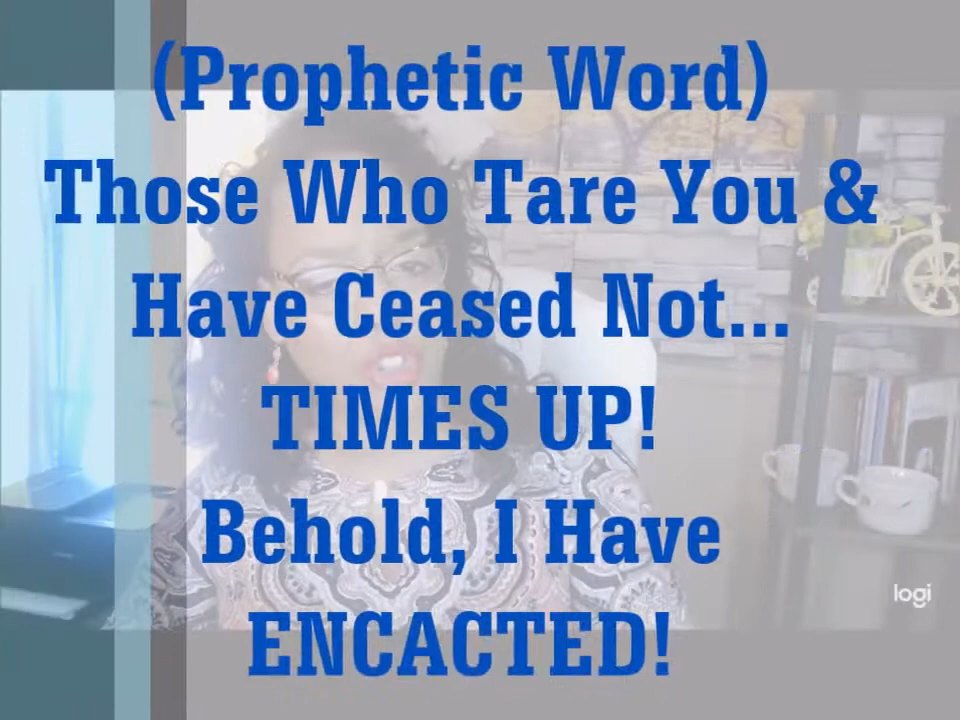 (Prophetic Word)
Those Who Tare You &
Have Ceased Not...
TIMES UP!
Behold, I Have
ENCACTED!
logi